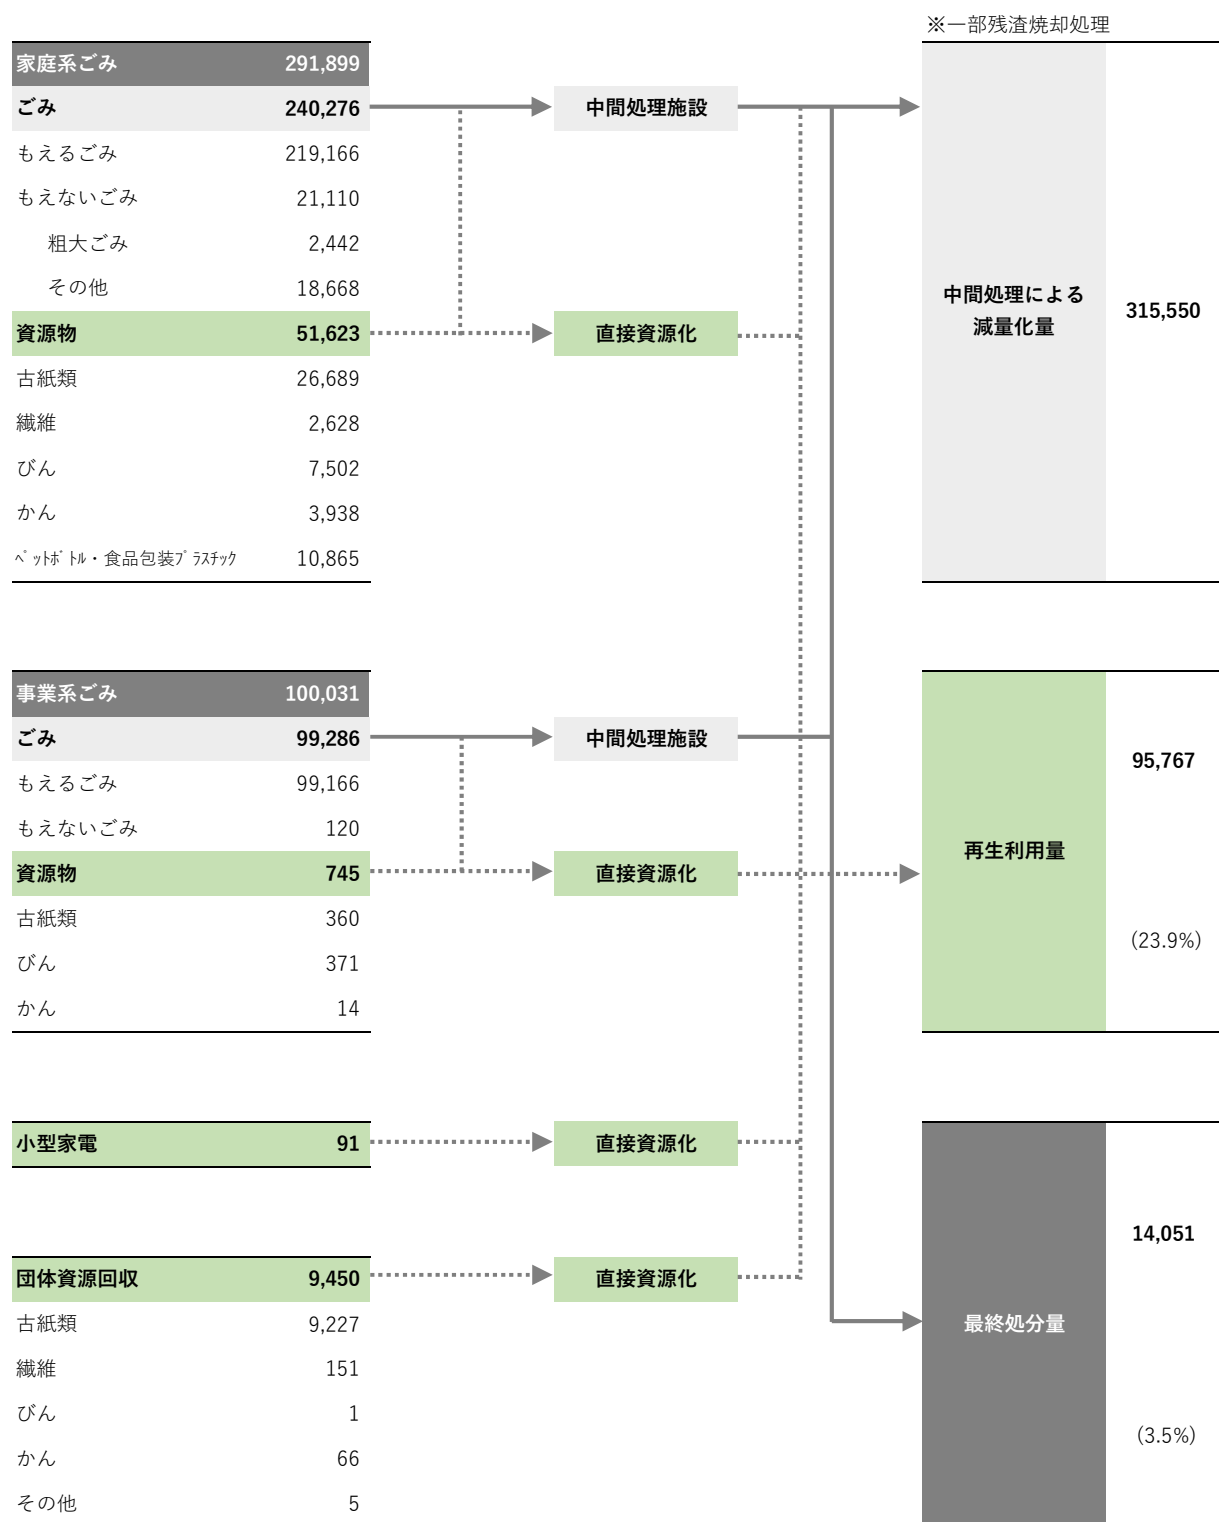 ※一部残渣焼却処理
家庭系ごみ 291,899
ごみ 240,276
もえるごみ 219,166
もえないごみ 21,110
粗大ごみ 2,442
その他 18,668
資源物 51,623
古紙類 26,689
繊維 2,628
びん 7,502
かん 3,938
ﾍﾟｯﾄﾎﾞﾄﾙ・食品包装ﾌﾟﾗｽﾁｯｸ 10,865
中間処理施設
直接資源化
中間処理による
減量化量
315,550
事業系ごみ 100,031
ごみ 99,286
もえるごみ 99,166
もえないごみ 120
資源物 745
古紙類 360
びん 371
かん 14
中間処理施設
直接資源化
95,767
再生利用量
(23.9%)
小型家電 91
直接資源化
団体資源回収 9,450
古紙類 9,227
繊維 151
びん 1
かん 66
その他 5
直接資源化
14,051
最終処分量
(3.5%)